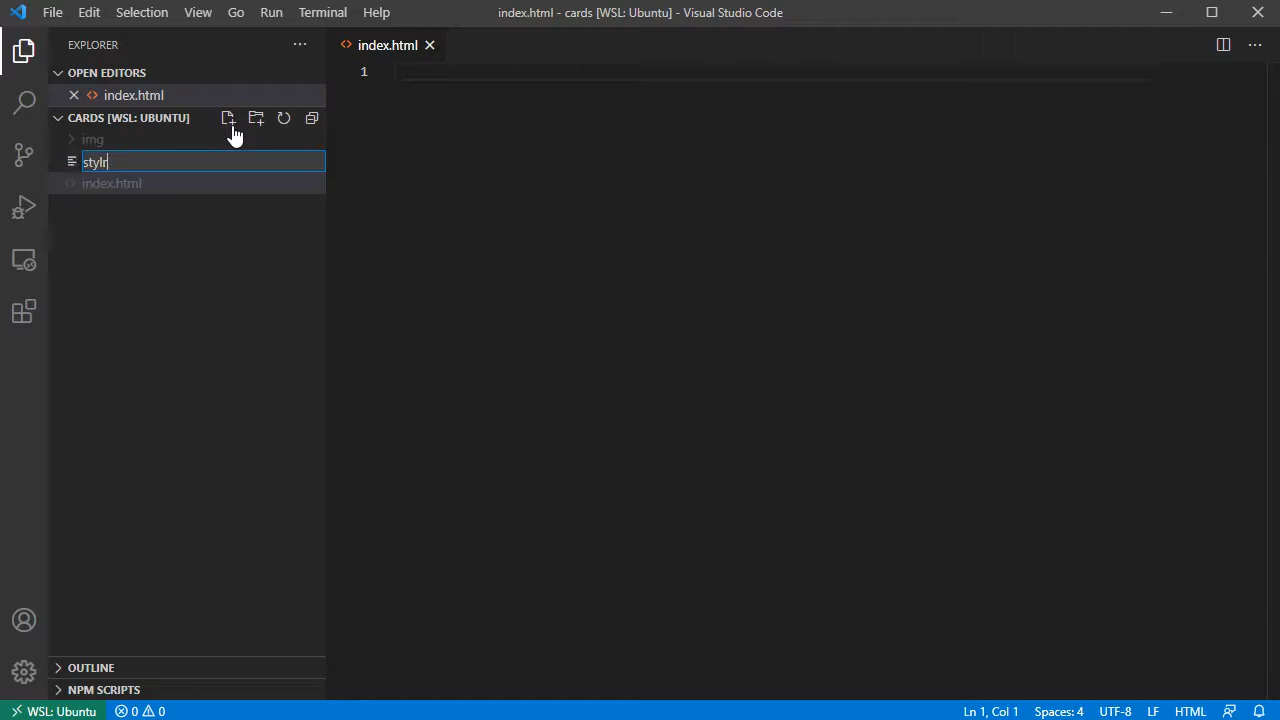 File Edit Selection View Go Run Terminal Help index.html - cards [WSL: Ubuntu] - Visual Studio Code
EXPLORER
index.html
OPEN EDITORS
1
index.html
CARDS [WSL: UBUNTU]
img
stylr
index.html
OUTLINE
NPM SCRIPTS
WSL: Ubuntu 0 0 Ln 1, Col 1 Spaces: 4 UTF-8 LF HTML